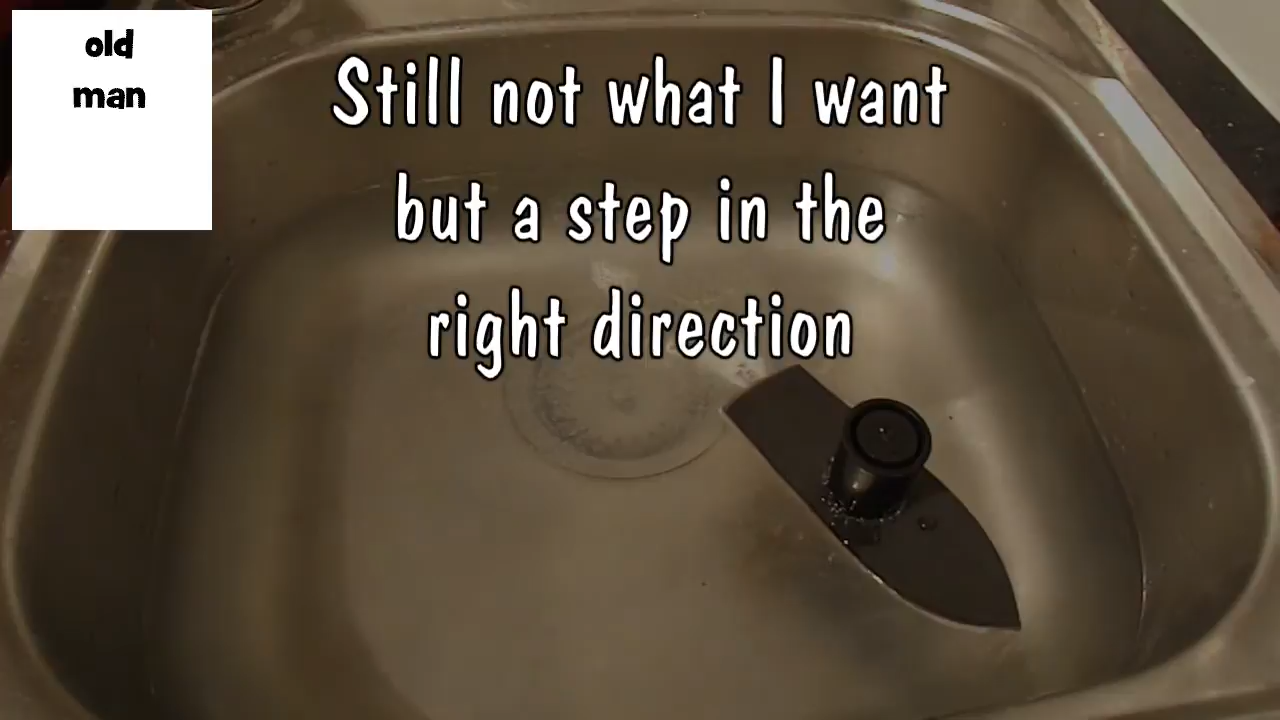 old
man
Still not what I want
but a step in the
right direction